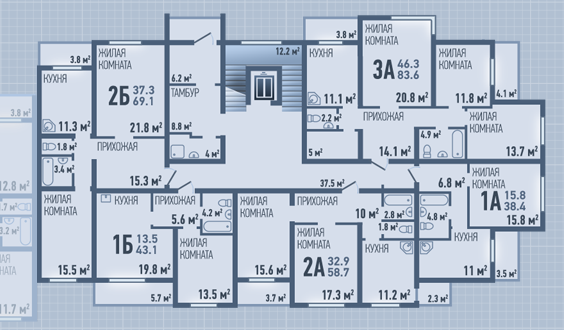 3.8 м²
ЖИЛАЯ
КОМНАТА
3.8 м²
12.2 м²
ЖИЛАЯ
КОМНАТА
КУХНЯ
3А 46.3
83.6
ЖИЛАЯ
КОМНАТА
КУХНЯ
2Б 37.3
69.1
6.2 м²
ТАМБУР
11.1 м²
20.8 м²
11.8 м²
4.1 м²
3.8 м²
11.3 м²
21.8 м²
8.8 м²
2.2 м²
ПРИХОЖАЯ
4.9 м²
ЖИЛАЯ
КОМНАТА
1.8 м²
ПРИХОЖАЯ
4 м²
5 м²
14.1 м²
13.7 м²
3.4 м²
12.8 м²
15.3 м²
37.5 м²
6.8 м²
1А 15.8
38.4
ЖИЛАЯ
КОМНАТА
КУХНЯ
ПРИХОЖАЯ
5.6 м²
4.2 м²
ЖИЛАЯ
КОМНАТА
ПРИХОЖАЯ
10 м²
2.8 м²
4.8 м²
15.8 м²
1.7 м²
3.2 м²
1Б 13.5
43.1
ЖИЛАЯ
КОМНАТА
ЖИЛАЯ
КОМНАТА
1.8 м²
КУХНЯ
КУХНЯ
ЖИЛАЯ
КОМНАТА
15.5 м²
19.8 м²
15.6 м²
2А 32.9
58.7
11 м²
3.5 м²
11.7 м²
5.7 м²
13.5 м²
3.7 м²
17.3 м²
11.2 м²
2.3 м²